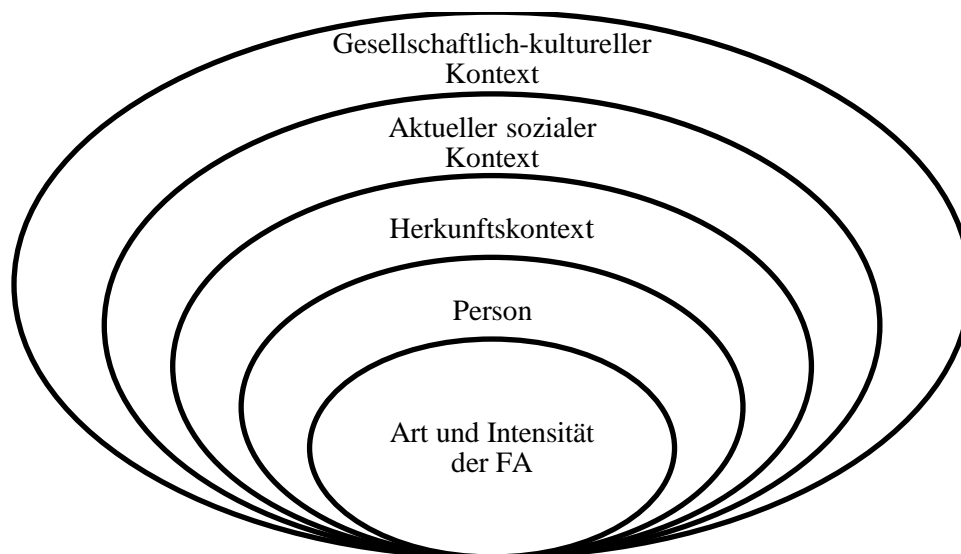 Gesellschaftlich-kultureller
Kontext
Aktueller sozialer
Kontext
Herkunftskontext
Person
Art und Intensität
der FA